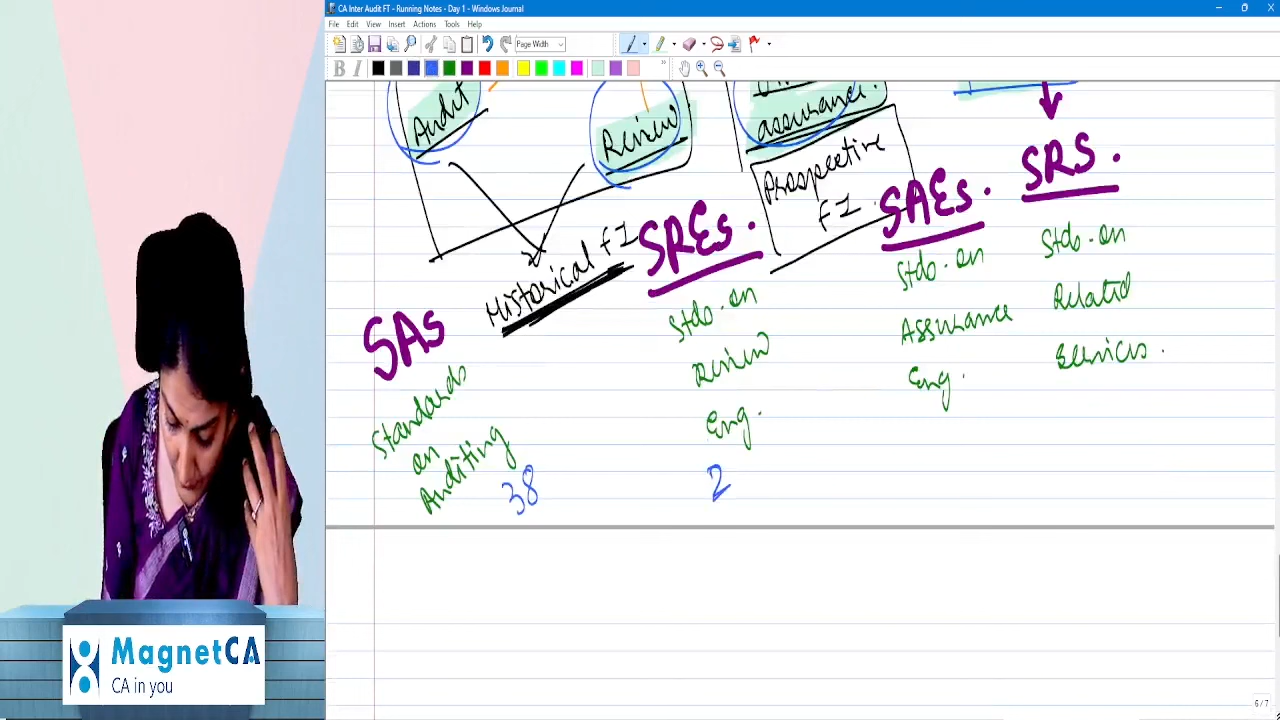 CA Inter Audit FT - Running Notes - Day 1 - Windows Journal
File Edit View Insert Actions Tools Help
Page Width
B I
Audit
Review
assurance.
Prospective
FI.
Historical FI
SAs
Standards
on
Auditing
38
SREs.
Stds. on
Review
Eng.
2
SAEs.
Stds. on
Assurance
Eng.
SRS.
Stds. on
Related
Services.
MagnetCA
CA in you
6 / 7